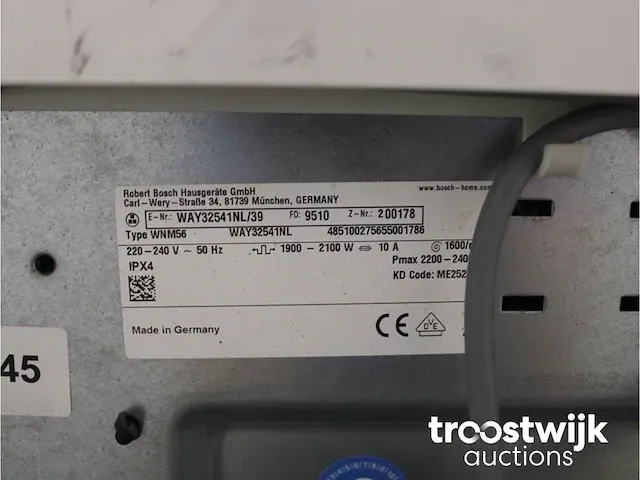 Robert Bosch Hausgeräte GmbH
Carl-Wery-Straße 34, 81739 München, GERMANY
www.bosch-home.com
E-Nr.: WAY32541NL/39 FD: 9510 Z-Nr.: 200178
Type WNM56 WAY32541NL 485100275655001786
220-240 V ~ 50 Hz 1900-2100 W 10 A 1600/
IPX4 Pmax 2200-240
KD Code: ME252
Made in Germany
CE
DVE
45
troostwijk
auctions